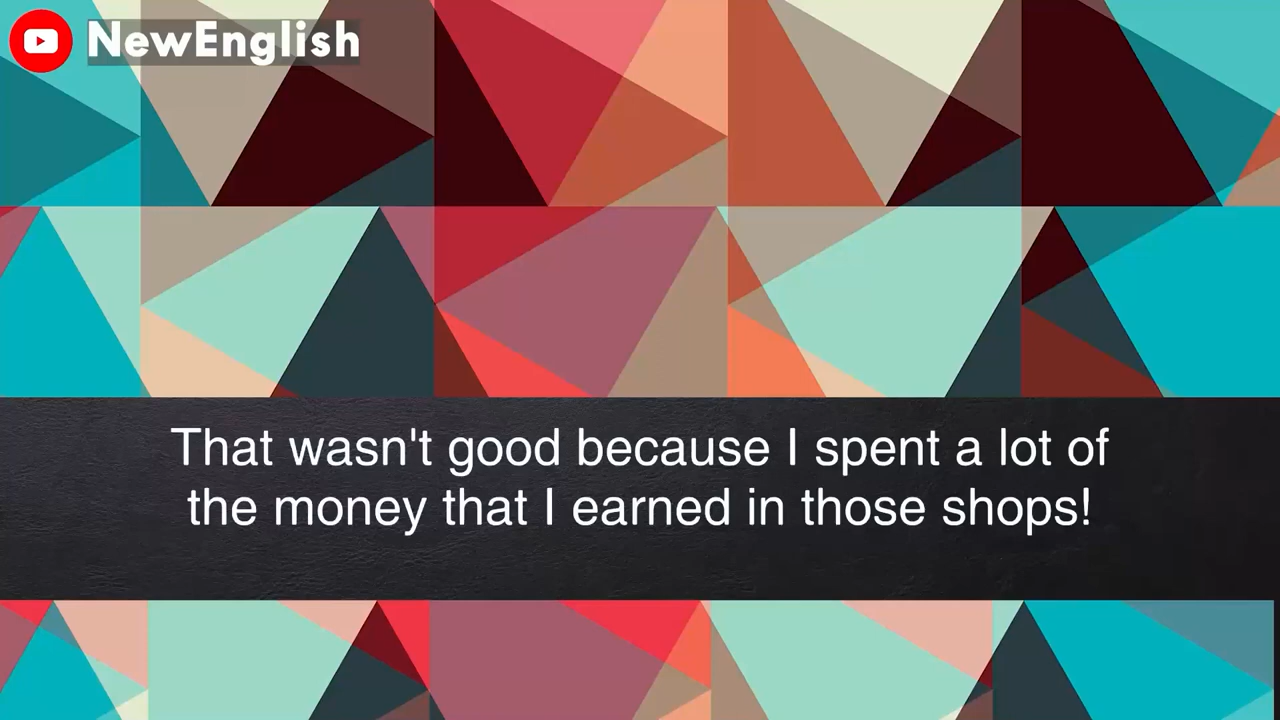 NewEnglish
That wasn't good because I spent a lot of
the money that I earned in those shops!